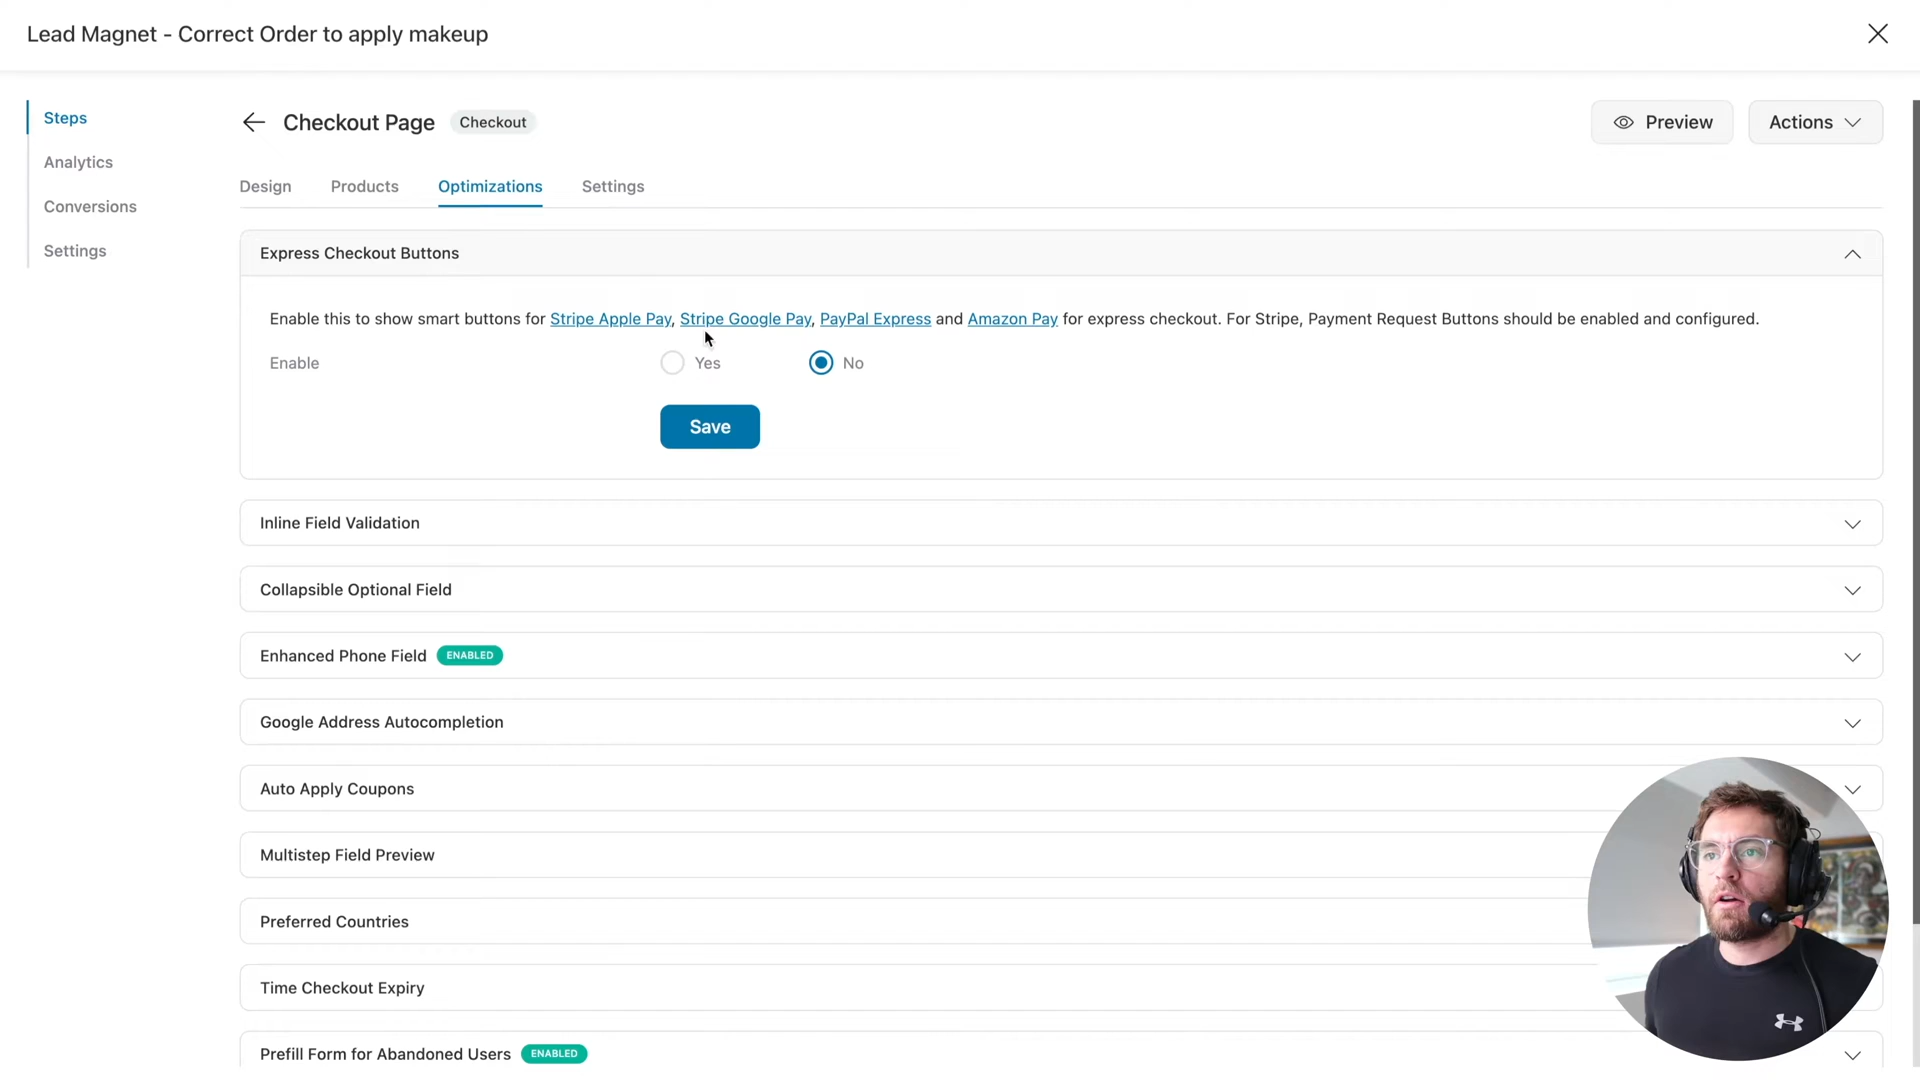 Lead Magnet - Correct Order to apply makeup
Steps
Analytics
Conversions
Settings
Checkout Page
Checkout
Preview
Actions
Design
Products
Optimizations
Settings
Express Checkout Buttons
Enable this to show smart buttons for Stripe Apple Pay, Stripe Google Pay, PayPal Express and Amazon Pay for express checkout. For Stripe, Payment Request Buttons should be enabled and configured.
Enable
Yes
No
Save
Inline Field Validation
Collapsible Optional Field
Enhanced Phone Field
ENABLED
Google Address Autocompletion
Auto Apply Coupons
Multistep Field Preview
Preferred Countries
Time Checkout Expiry
Prefill Form for Abandoned Users
ENABLED